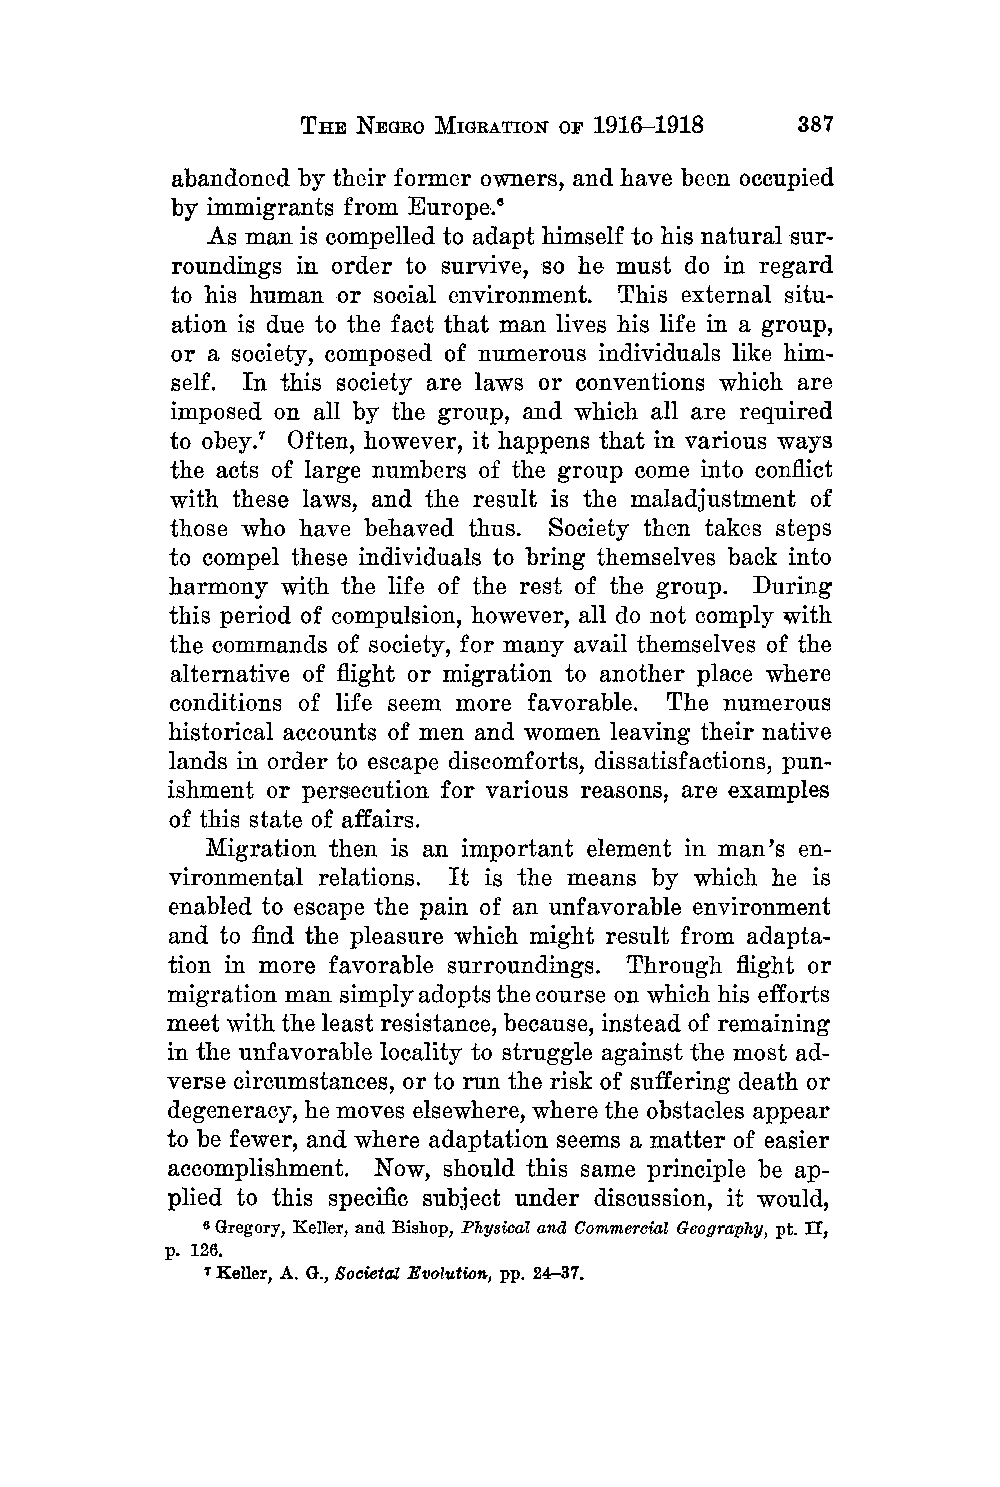 The Negro Migration of 1916–1918 387
abandoned by their former owners, and have been occupied
by immigrants from Europe.⁶
As man is compelled to adapt himself to his natural sur-
roundings in order to survive, so he must do in regard
to his human or social environment. This external situ-
ation is due to the fact that man lives his life in a group,
or a society, composed of numerous individuals like him-
self. In this society are laws or conventions which are
imposed on all by the group, and which all are required
to obey.⁷ Often, however, it happens that in various ways
the acts of large numbers of the group come into conflict
with these laws, and the result is the maladjustment of
those who have behaved thus. Society then takes steps
to compel these individuals to bring themselves back into
harmony with the life of the rest of the group. During
this period of compulsion, however, all do not comply with
the commands of society, for many avail themselves of the
alternative of flight or migration to another place where
conditions of life seem more favorable. The numerous
historical accounts of men and women leaving their native
lands in order to escape discomforts, dissatisfactions, pun-
ishment or persecution for various reasons, are examples
of this state of affairs.
Migration then is an important element in man's en-
vironmental relations. It is the means by which he is
enabled to escape the pain of an unfavorable environment
and to find the pleasure which might result from adapta-
tion in more favorable surroundings. Through flight or
migration man simply adopts the course on which his efforts
meet with the least resistance, because, instead of remaining
in the unfavorable locality to struggle against the most ad-
verse circumstances, or to run the risk of suffering death or
degeneracy, he moves elsewhere, where the obstacles appear
to be fewer, and where adaptation seems a matter of easier
accomplishment. Now, should this same principle be ap-
plied to this specific subject under discussion, it would,
⁶ Gregory, Keller, and Bishop, Physical and Commercial Geography, pt. II,
p. 126.
⁷ Keller, A. G., Societal Evolution, pp. 24–37.